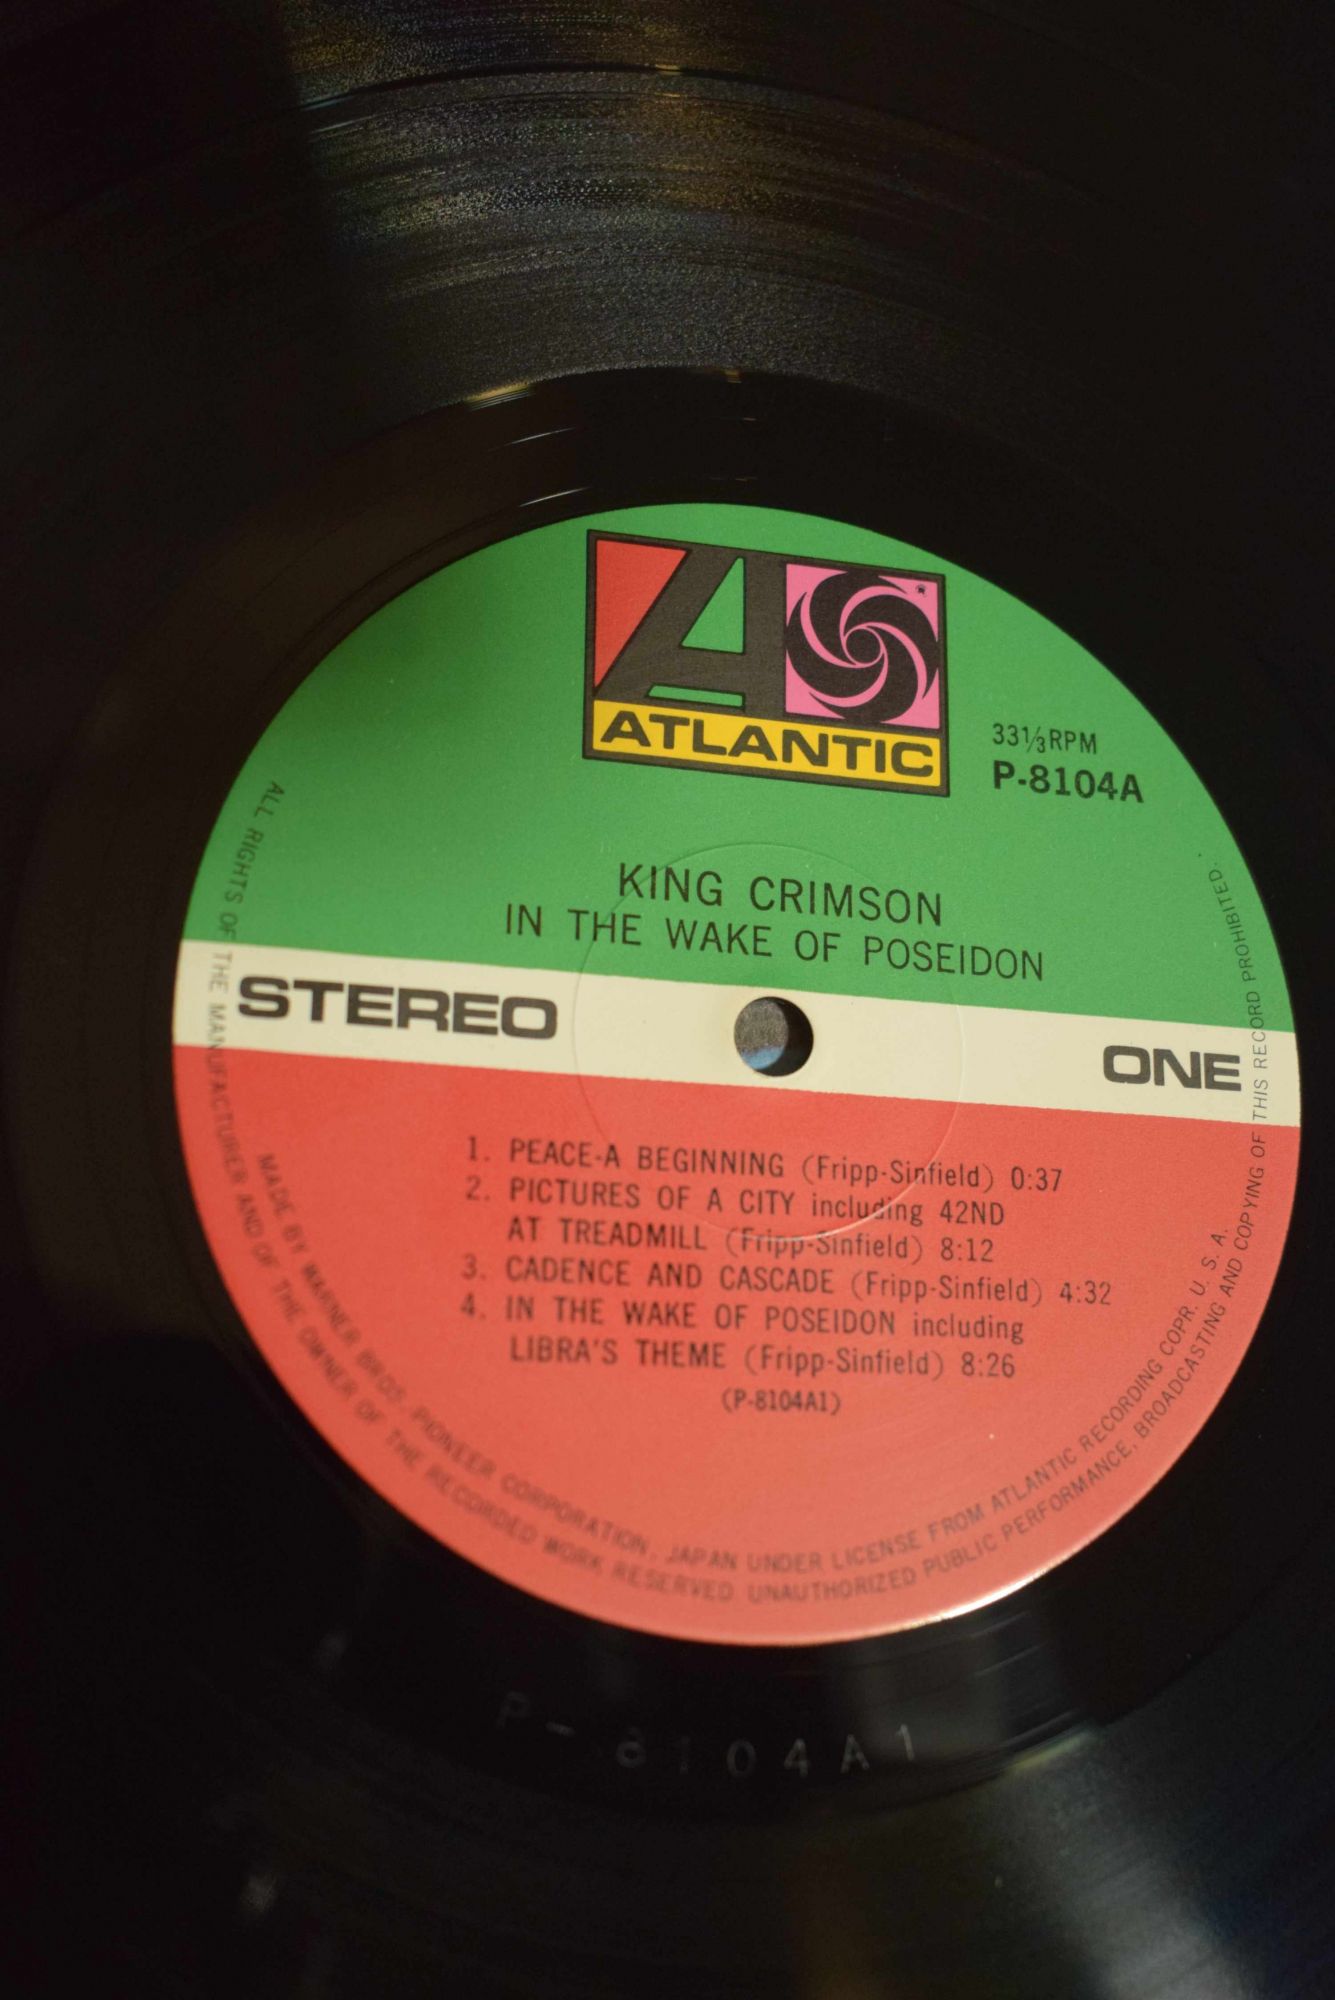 ATLANTIC
®
33⅓RPM
P-8104A
KING CRIMSON
IN THE WAKE OF POSEIDON
STEREO
ONE
1. PEACE-A BEGINNING (Fripp-Sinfield) 0:37
2. PICTURES OF A CITY including 42ND
AT TREADMILL (Fripp-Sinfield) 8:12
3. CADENCE AND CASCADE (Fripp-Sinfield) 4:32
4. IN THE WAKE OF POSEIDON including
LIBRA'S THEME (Fripp-Sinfield) 8:26
(P-8104A1)
MADE BY WARNER BROS. PIONEER CORPORATION, JAPAN UNDER LICENSE FROM ATLANTIC RECORDING COPR. U. S. A.
ALL RIGHTS OF THE MANUFACTURER AND OF THE OWNER OF THE RECORDED WORK RESERVED UNAUTHORIZED PUBLIC PERFORMANCE, BROADCASTING AND COPYING OF THIS RECORD PROHIBITED.
P-8104A1